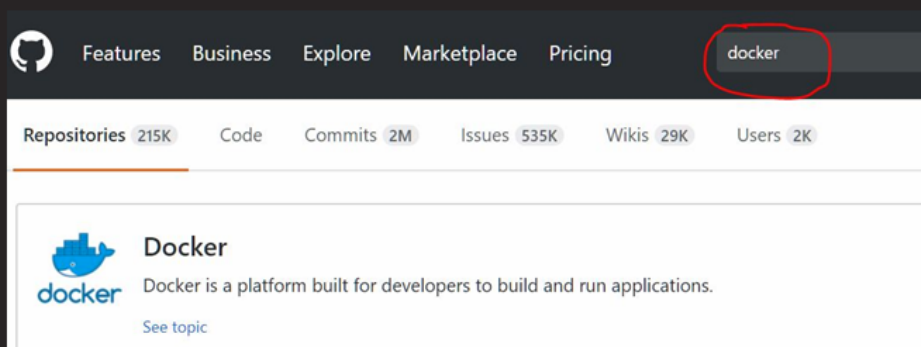 Features Business Explore Marketplace Pricing docker
Repositories 215K Code Commits 2M Issues 535K Wikis 29K Users 2K
Docker
docker
Docker is a platform built for developers to build and run applications.
See topic